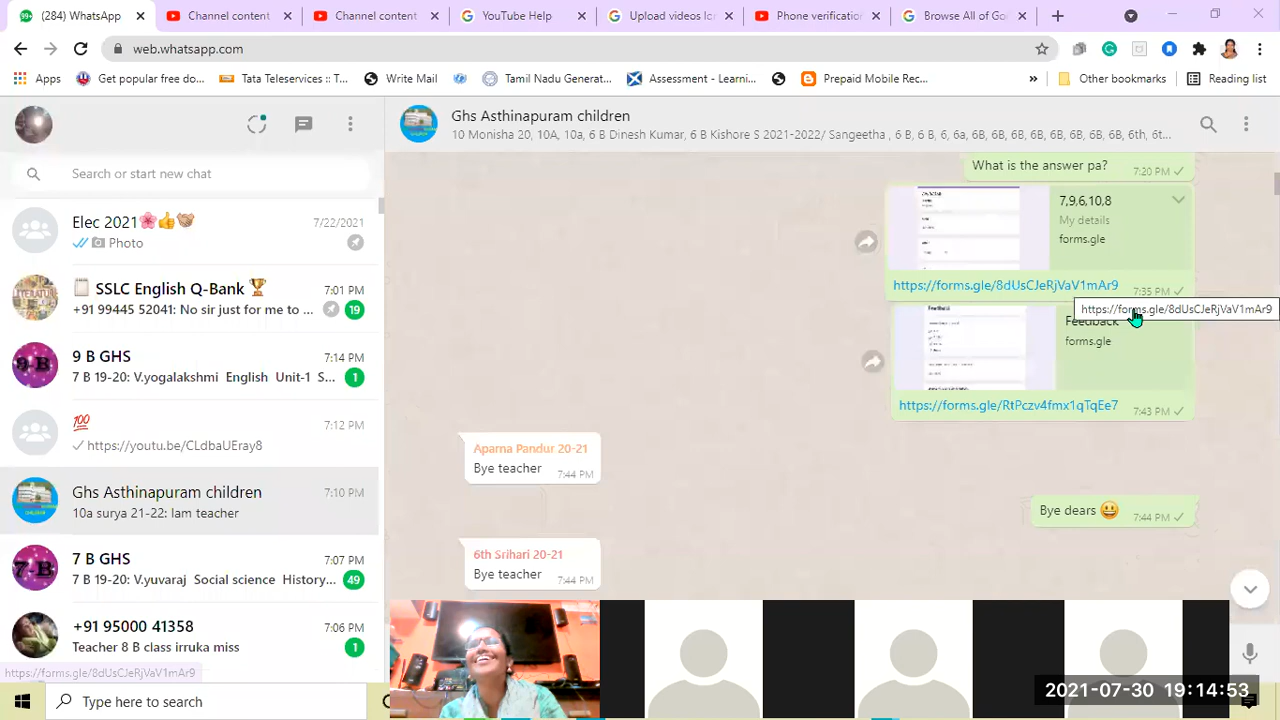 (284) WhatsApp
Channel content
Channel content
YouTube Help
Upload videos
Phone verification
Browse All of Go
web.whatsapp.com
Apps
Get popular free do...
Tata Teleservices :: T...
Write Mail
Tamil Nadu Generat...
Assessment - Learni...
Prepaid Mobile Rec...
»
Other bookmarks
Reading list
Ghs Asthinapuram children
10 Monisha 20, 10A, 10a, 6 B Dinesh Kumar, 6 B Kishore S 2021-2022/ Sangeetha , 6 B, 6 B, 6, 6a, 6B, 6B, 6B, 6B, 6B, 6B, 6B, 6th, 6t...
Search or start new chat
Elec 2021🌸👍🤝
7/22/2021
Photo
SSLC English Q-Bank 🏆
7:01 PM
+91 99445 52041: No sir just for me to ...
19
9 B GHS
7:14 PM
7 B 19-20: V.yogalakshmi English Unit-1 S...
1
💯
7:12 PM
https://youtu.be/CLdbaUEray8
Ghs Asthinapuram children
7:10 PM
10a surya 21-22: Iam teacher
7 B GHS
7:07 PM
7 B 19-20: V.yuvaraj Social science History...
49
+91 95000 41358
7:06 PM
Teacher 8 B class irruka miss
1
https://forms.gle/8dUsCJeRjVaV1mAr9
What is the answer pa?
7:20 PM
7,9.6,10,8
My details
forms.gle
https://forms.gle/8dUsCJeRjVaV1mAr9
7:35 PM
https://forms.gle/8dUsCJeRjVaV1mAr9
Feedback
Feedback
forms.gle
https://forms.gle/RtPczv4fmx1qTqEe7
7:43 PM
Aparna Pandur 20-21
Bye teacher
7:44 PM
Bye dears 😀
7:44 PM
6th Srihari 20-21
Bye teacher
7:44 PM
Type here to search
2021-07-30 19:14:53